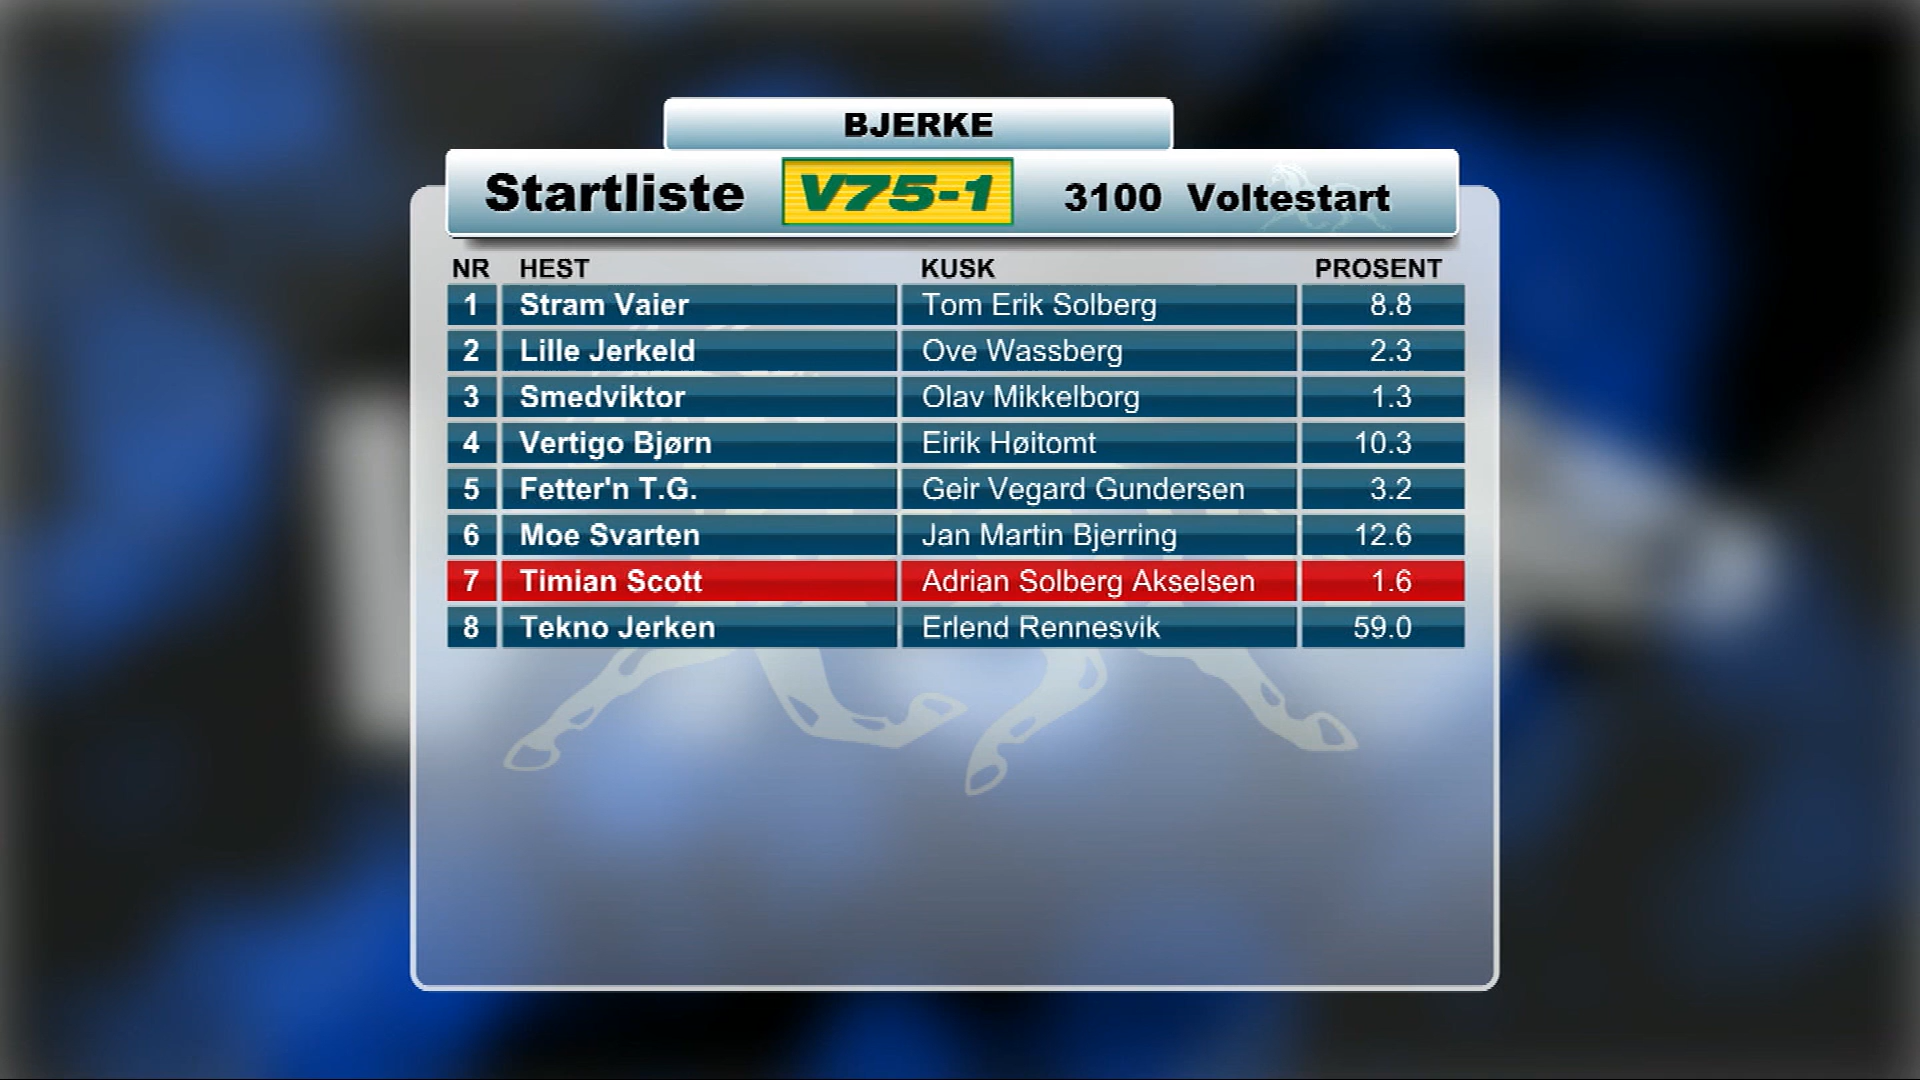 BJERKE
Startliste V75-1 3100 Voltestart
NR HEST KUSK PROSENT
1 Stram Vaier Tom Erik Solberg 8.8
2 Lille Jerkeld Ove Wassberg 2.3
3 Smedviktor Olav Mikkelborg 1.3
4 Vertigo Bjørn Eirik Høitomt 10.3
5 Fetter'n T.G. Geir Vegard Gundersen 3.2
6 Moe Svarten Jan Martin Bjerring 12.6
7 Timian Scott Adrian Solberg Akselsen 1.6
8 Tekno Jerken Erlend Rennesvik 59.0